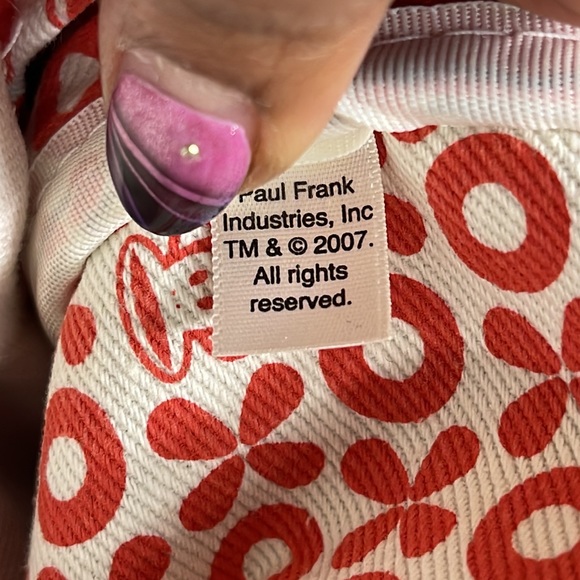 Paul Frank
Industries, Inc
TM & © 2007.
All rights
reserved.